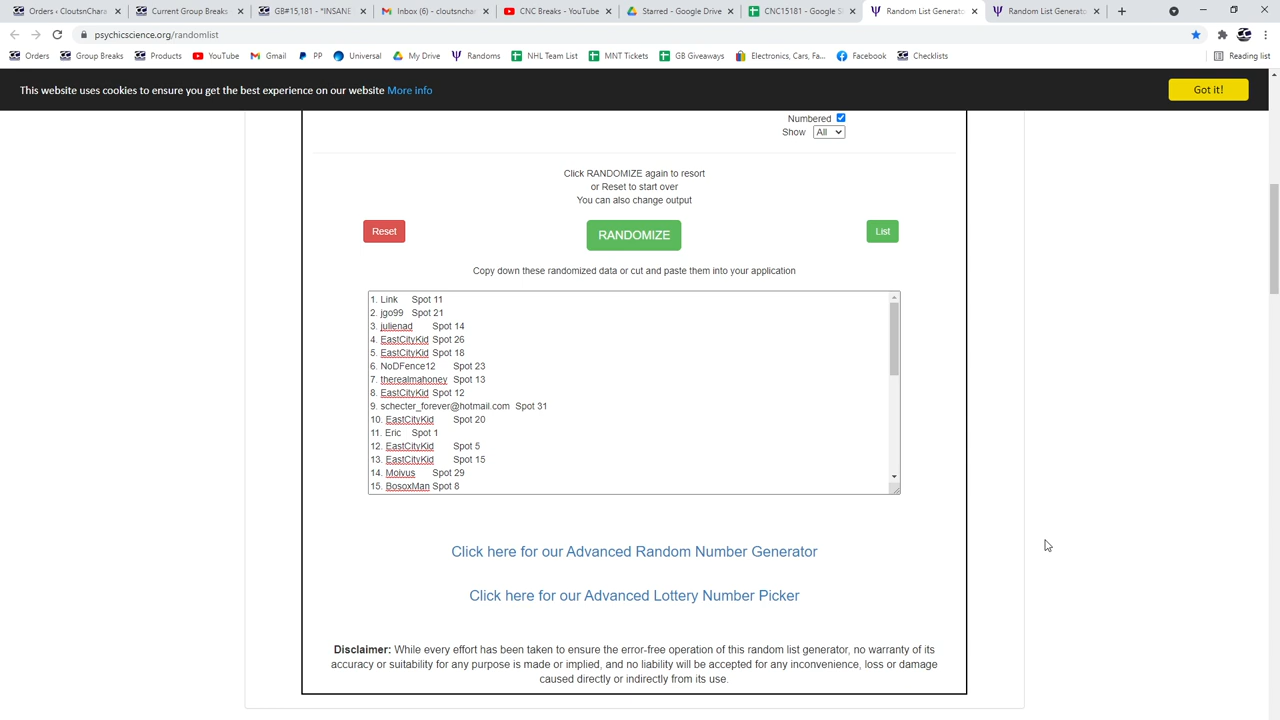 Orders < CloutsnChara
Current Group Breaks
GB#15,181 - *INSANE
Inbox (6) - cloutsnchar
CNC Breaks - YouTube
Starred - Google Drive
CNC15181 - Google S
Random List Generato
Random List Generato
psychicscience.org/randomlist
Orders
Group Breaks
Products
YouTube
Gmail
PP
Universal
My Drive
Randoms
NHL Team List
MNT Tickets
GB Giveaways
Electronics, Cars, Fa...
Facebook
Checklists
Reading list
This website uses cookies to ensure you get the best experience on our website More info
Got it!
Numbered
Show All
Click RANDOMIZE again to resort
or Reset to start over
You can also change output
Reset
RANDOMIZE
List
Copy down these randomized data or cut and paste them into your application
1. Link Spot 11
2. jgo99 Spot 21
3. julienad Spot 14
4. EastCityKid Spot 26
5. EastCityKid Spot 18
6. NoDFence12 Spot 23
7. therealmahoney Spot 13
8. EastCityKid Spot 12
9. schecter_forever@hotmail.com Spot 31
10. EastCityKid Spot 20
11. Eric Spot 1
12. EastCityKid Spot 5
13. EastCityKid Spot 15
14. Moivus Spot 29
15. BosoxMan Spot 8
Click here for our Advanced Random Number Generator
Click here for our Advanced Lottery Number Picker
Disclaimer: While every effort has been taken to ensure the error-free operation of this random list generator, no warranty of its
accuracy or suitability for any purpose is made or implied, and no liability will be accepted for any inconvenience, loss or damage
caused directly or indirectly from its use.